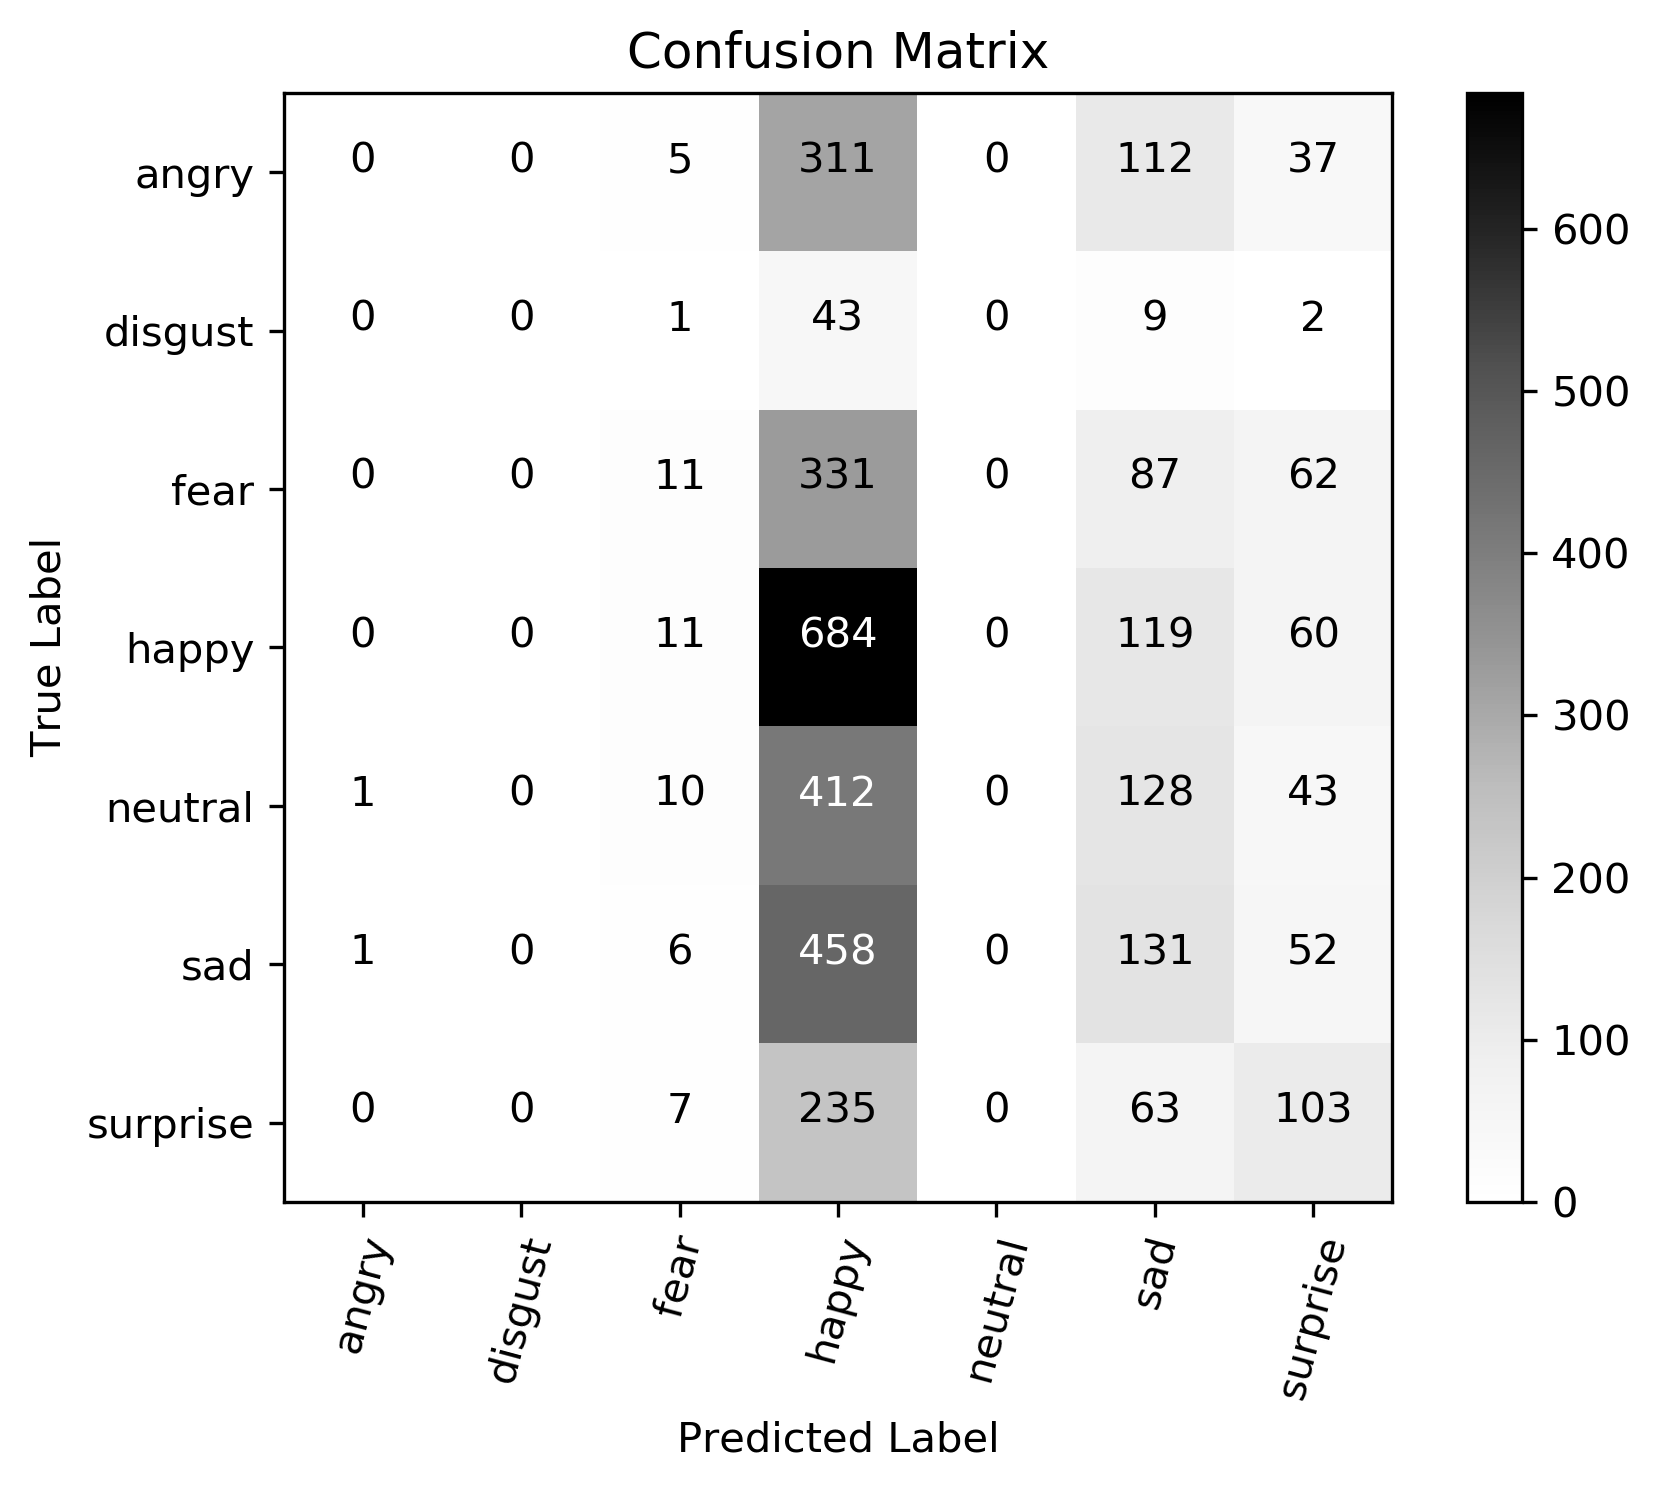 Confusion Matrix
angry 0 0 5 311 0 112 37
disgust 0 0 1 43 0 9 2
fear 0 0 11 331 0 87 62
happy 0 0 11 684 0 119 60
neutral 1 0 10 412 0 128 43
sad 1 0 6 458 0 131 52
surprise 0 0 7 235 0 63 103
True Label
angry disgust fear happy neutral sad surprise
Predicted Label
600
500
400
300
200
100
0